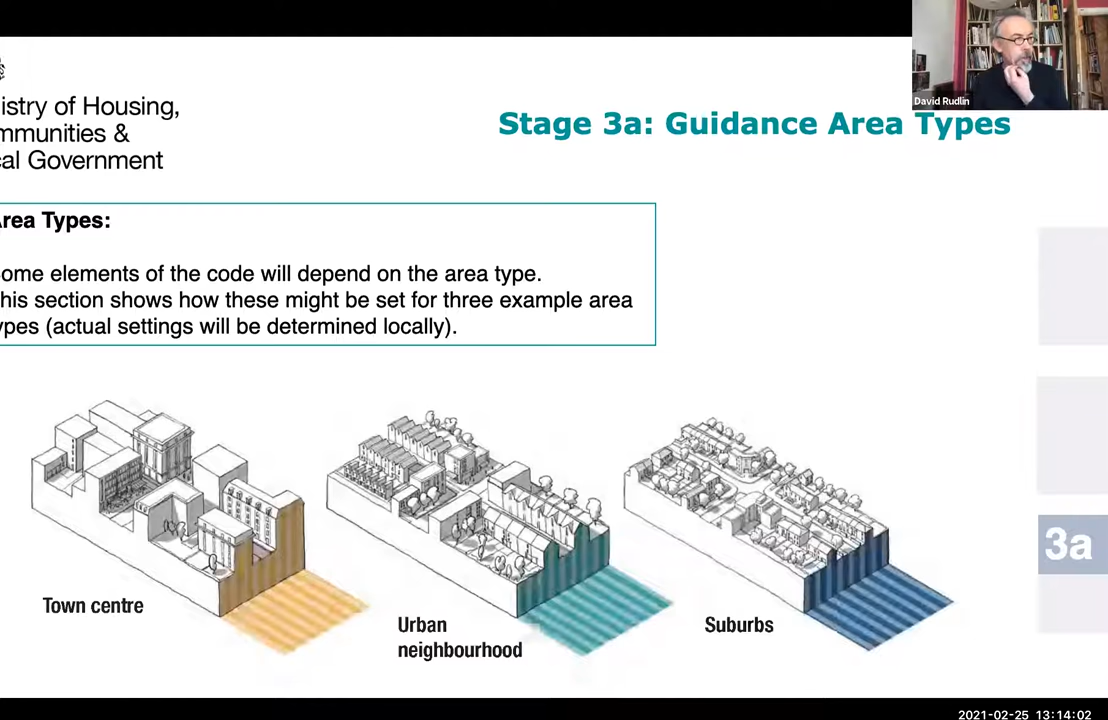 David Rudlin
istry of Housing,
mmunities &
cal Government
Stage 3a: Guidance Area Types
Area Types:
ome elements of the code will depend on the area type.
his section shows how these might be set for three example area
ypes (actual settings will be determined locally).
3a
Town centre
Urban
neighbourhood
Suburbs
2021-02-25 13:14:02